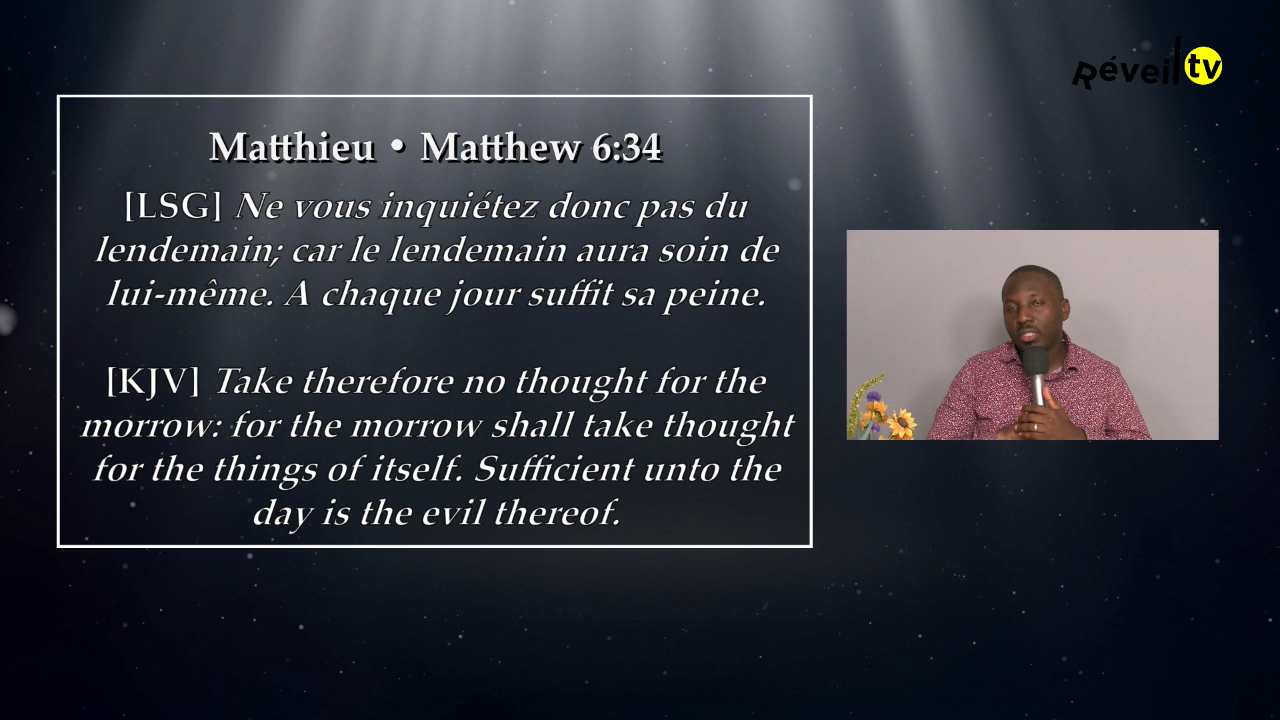 Réveil tv
Matthieu • Matthew 6:34
[LSG] Ne vous inquiétez donc pas du
lendemain; car le lendemain aura soin de
lui-même. A chaque jour suffit sa peine.
[KJV] Take therefore no thought for the
morrow: for the morrow shall take thought
for the things of itself. Sufficient unto the
day is the evil thereof.